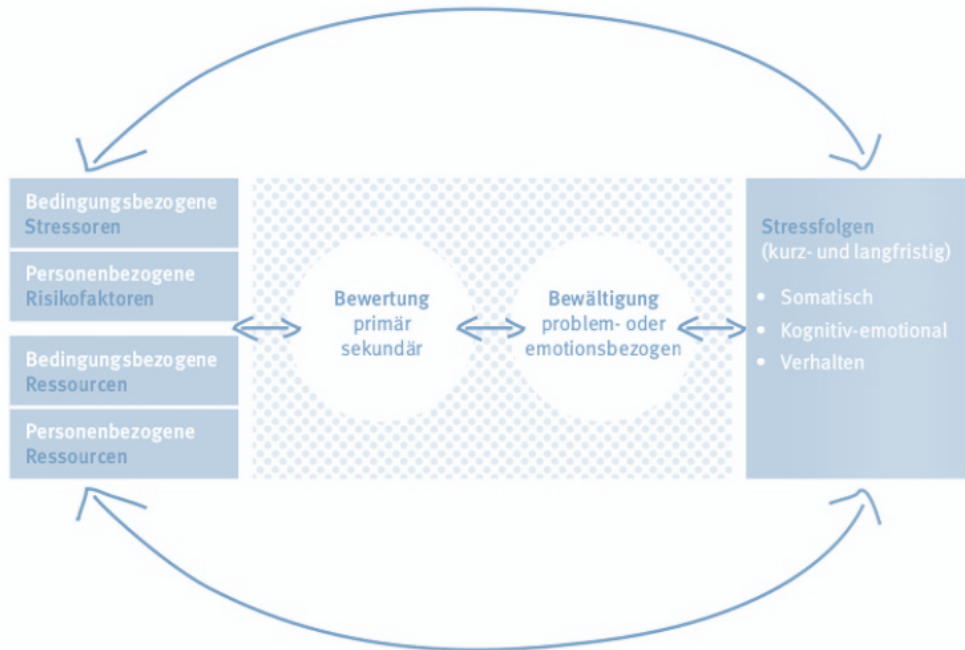 Bedingungsbezogene
Stressoren
Personenbezogene
Risikofaktoren
Bedingungsbezogene
Ressourcen
Personenbezogene
Ressourcen
Bewertung
primär
sekundär
Bewältigung
problem- oder
emotionsbezogen
Stressfolgen
(kurz- und langfristig)
• Somatisch
• Kognitiv-emotional
• Verhalten